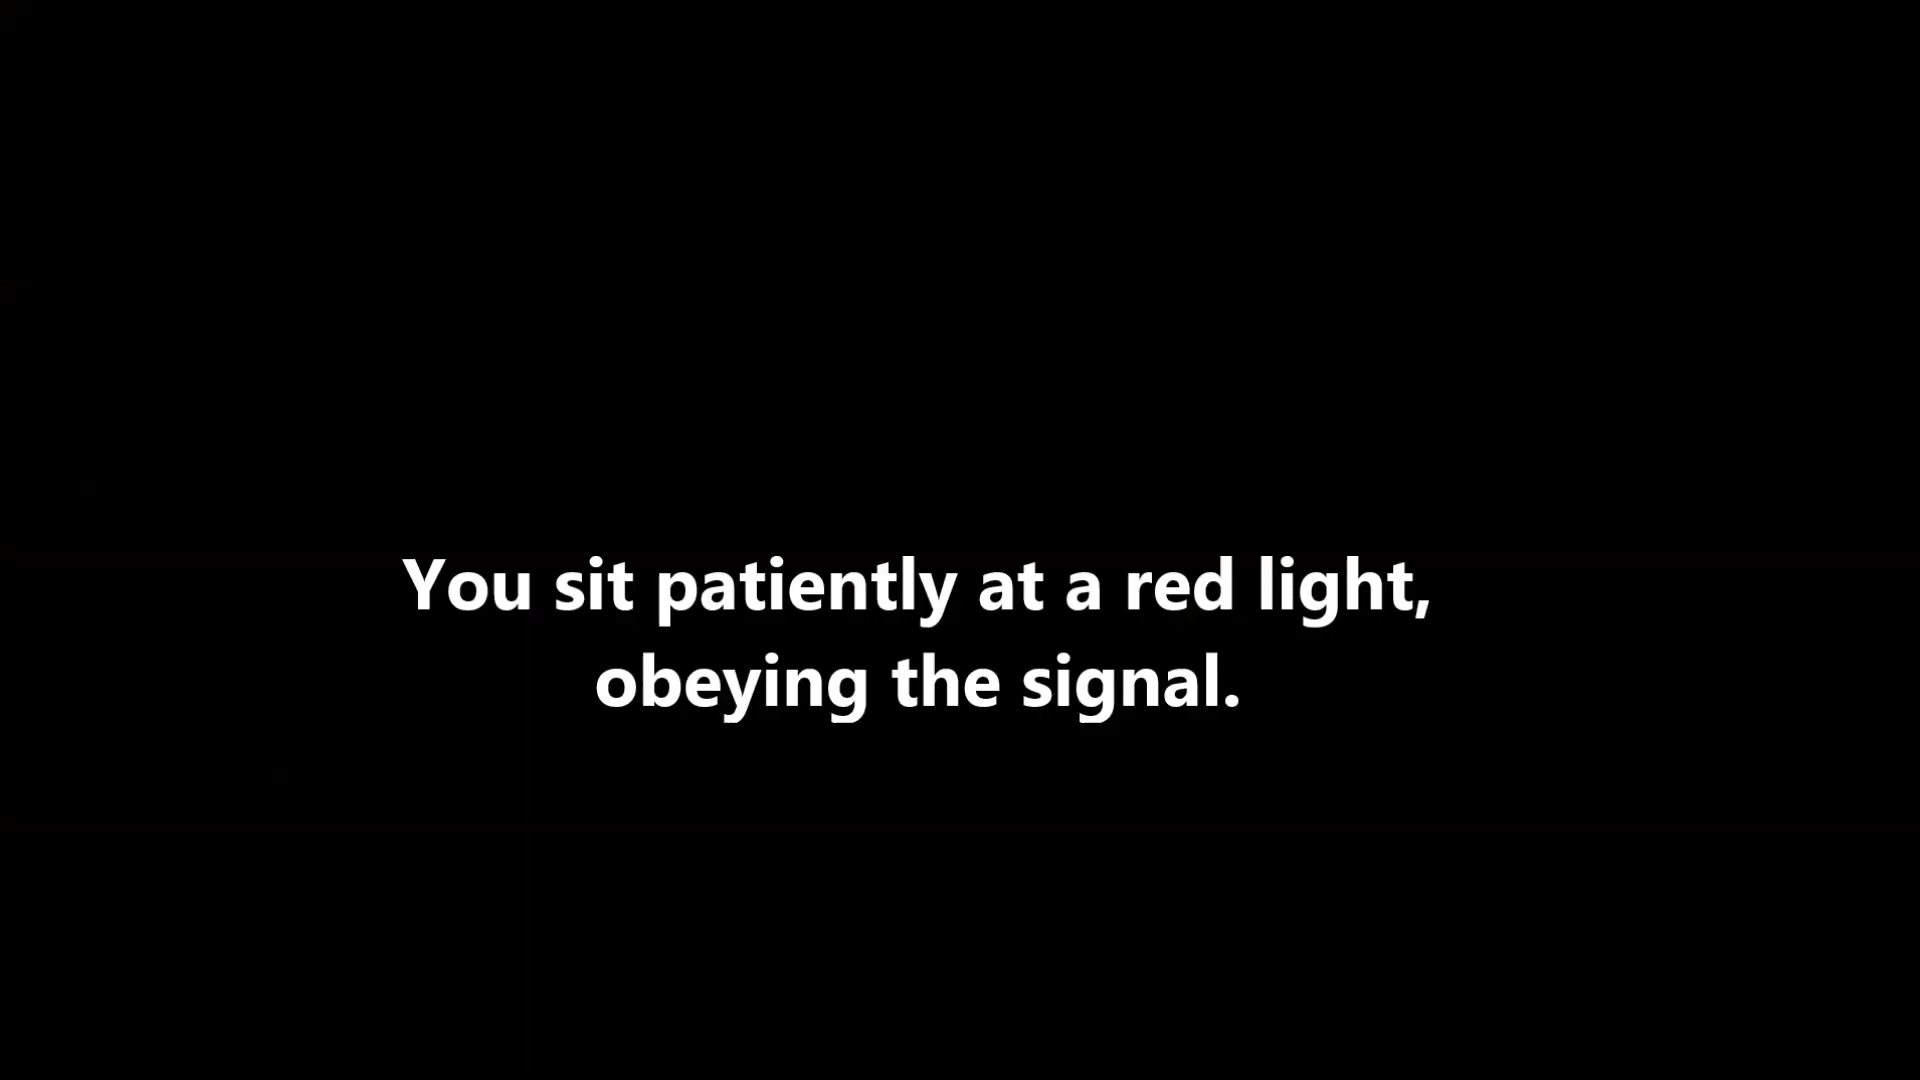 You sit patiently at a red light,
obeying the signal.